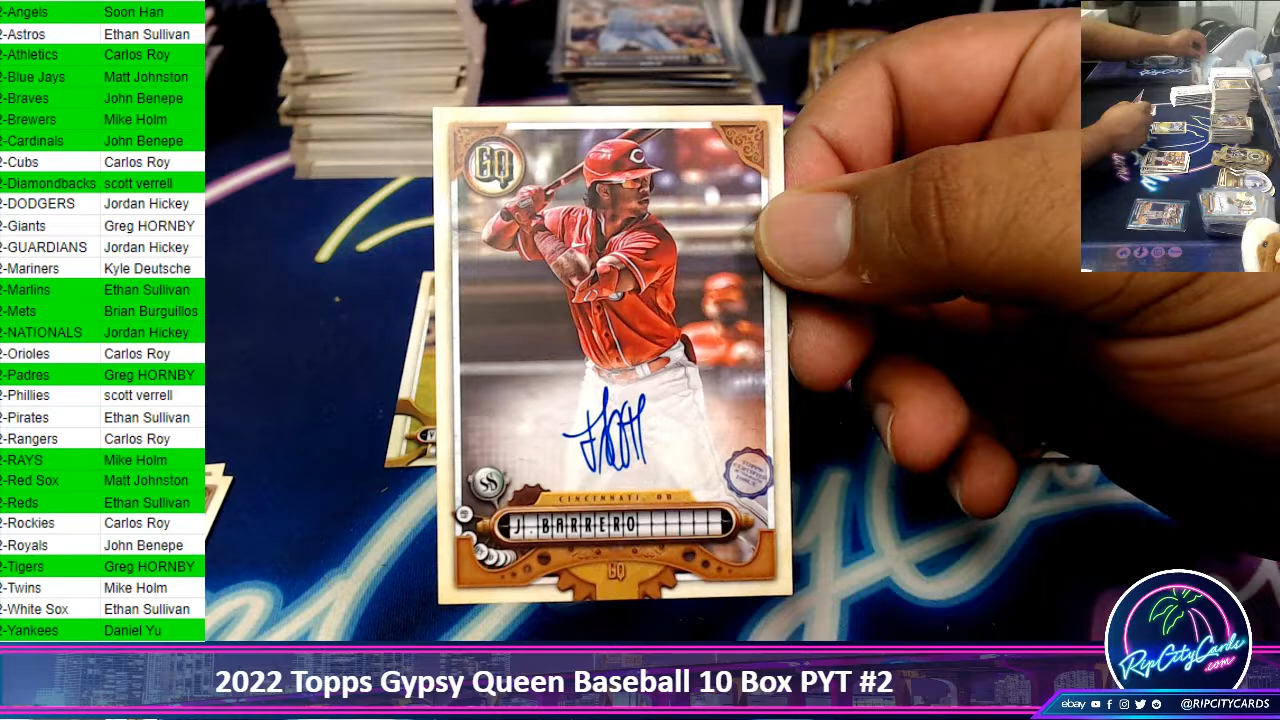 2-Angels Soon Han
2-Astros Ethan Sullivan
2-Athletics Carlos Roy
2-Blue Jays Matt Johnston
2-Braves John Benepe
2-Brewers Mike Holm
2-Cardinals John Benepe
2-Cubs Carlos Roy
2-Diamondbacks scott verrell
2-DODGERS Jordan Hickey
2-Giants Greg HORNBY
2-GUARDIANS Jordan Hickey
2-Mariners Kyle Deutsche
2-Marlins Ethan Sullivan
2-Mets Brian Burguillos
2-NATIONALS Jordan Hickey
2-Orioles Carlos Roy
2-Padres Greg HORNBY
2-Phillies scott verrell
2-Pirates Ethan Sullivan
2-Rangers Carlos Roy
2-RAYS Mike Holm
2-Red Sox Matt Johnston
2-Reds Ethan Sullivan
2-Rockies Carlos Roy
2-Royals John Benepe
2-Tigers Greg HORNBY
2-Twins Mike Holm
2-White Sox Ethan Sullivan
2-Yankees Daniel Yu
GQ
C
SS
TOPPS CERTIFIED
CINCINNATI, OH
J. BARRERO
GQ
RipCityCards
.com
2022 Topps Gypsy Queen Baseball 10 Box PYT #2
ebay @RIPCITYCARDS